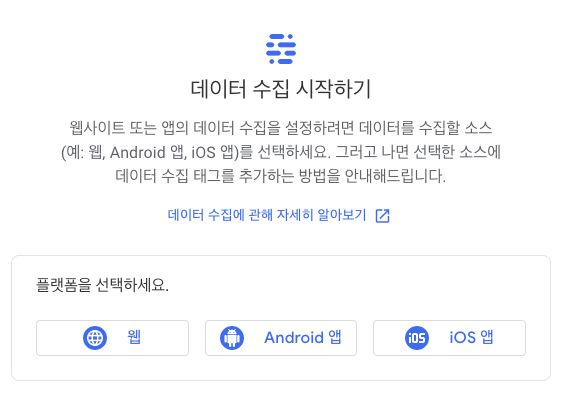 데이터 수집 시작하기
웹사이트 또는 앱의 데이터 수집을 설정하려면 데이터를 수집할 소스
(예: 웹, Android 앱, iOS 앱)를 선택하세요. 그러고 나면 선택한 소스에
데이터 수집 태그를 추가하는 방법을 안내해드립니다.
데이터 수집에 관해 자세히 알아보기
플랫폼을 선택하세요.
웹
Android 앱
iOS iOS 앱